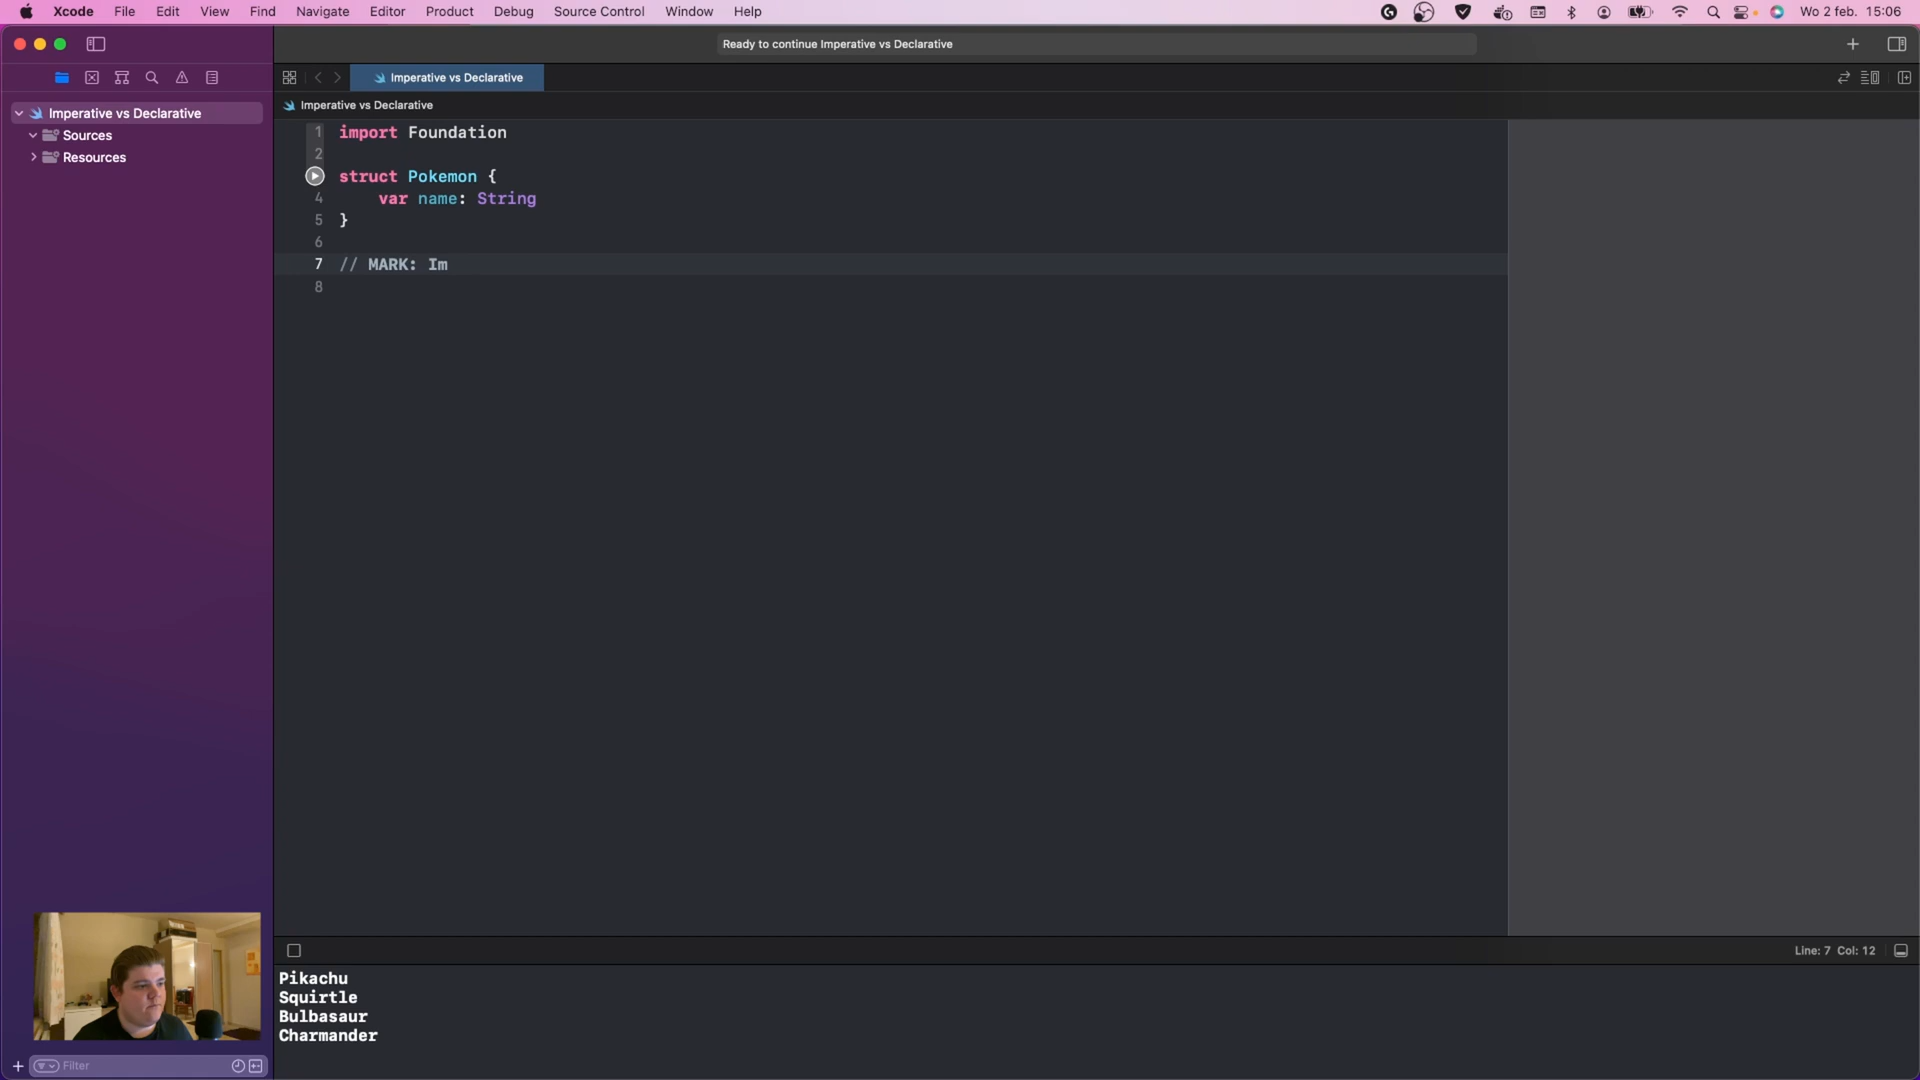 Xcode File Edit View Find Navigate Editor Product Debug Source Control Window Help Wo 2 feb. 15:06
Ready to continue Imperative vs Declarative
Imperative vs Declarative
Imperative vs Declarative
Imperative vs Declarative
Sources
Resources
1 import Foundation
2
struct Pokemon {
4 var name: String
5 }
6
7 // MARK: Im
8
Line: 7 Col: 12
Pikachu
Squirtle
Bulbasaur
Charmander
Filter